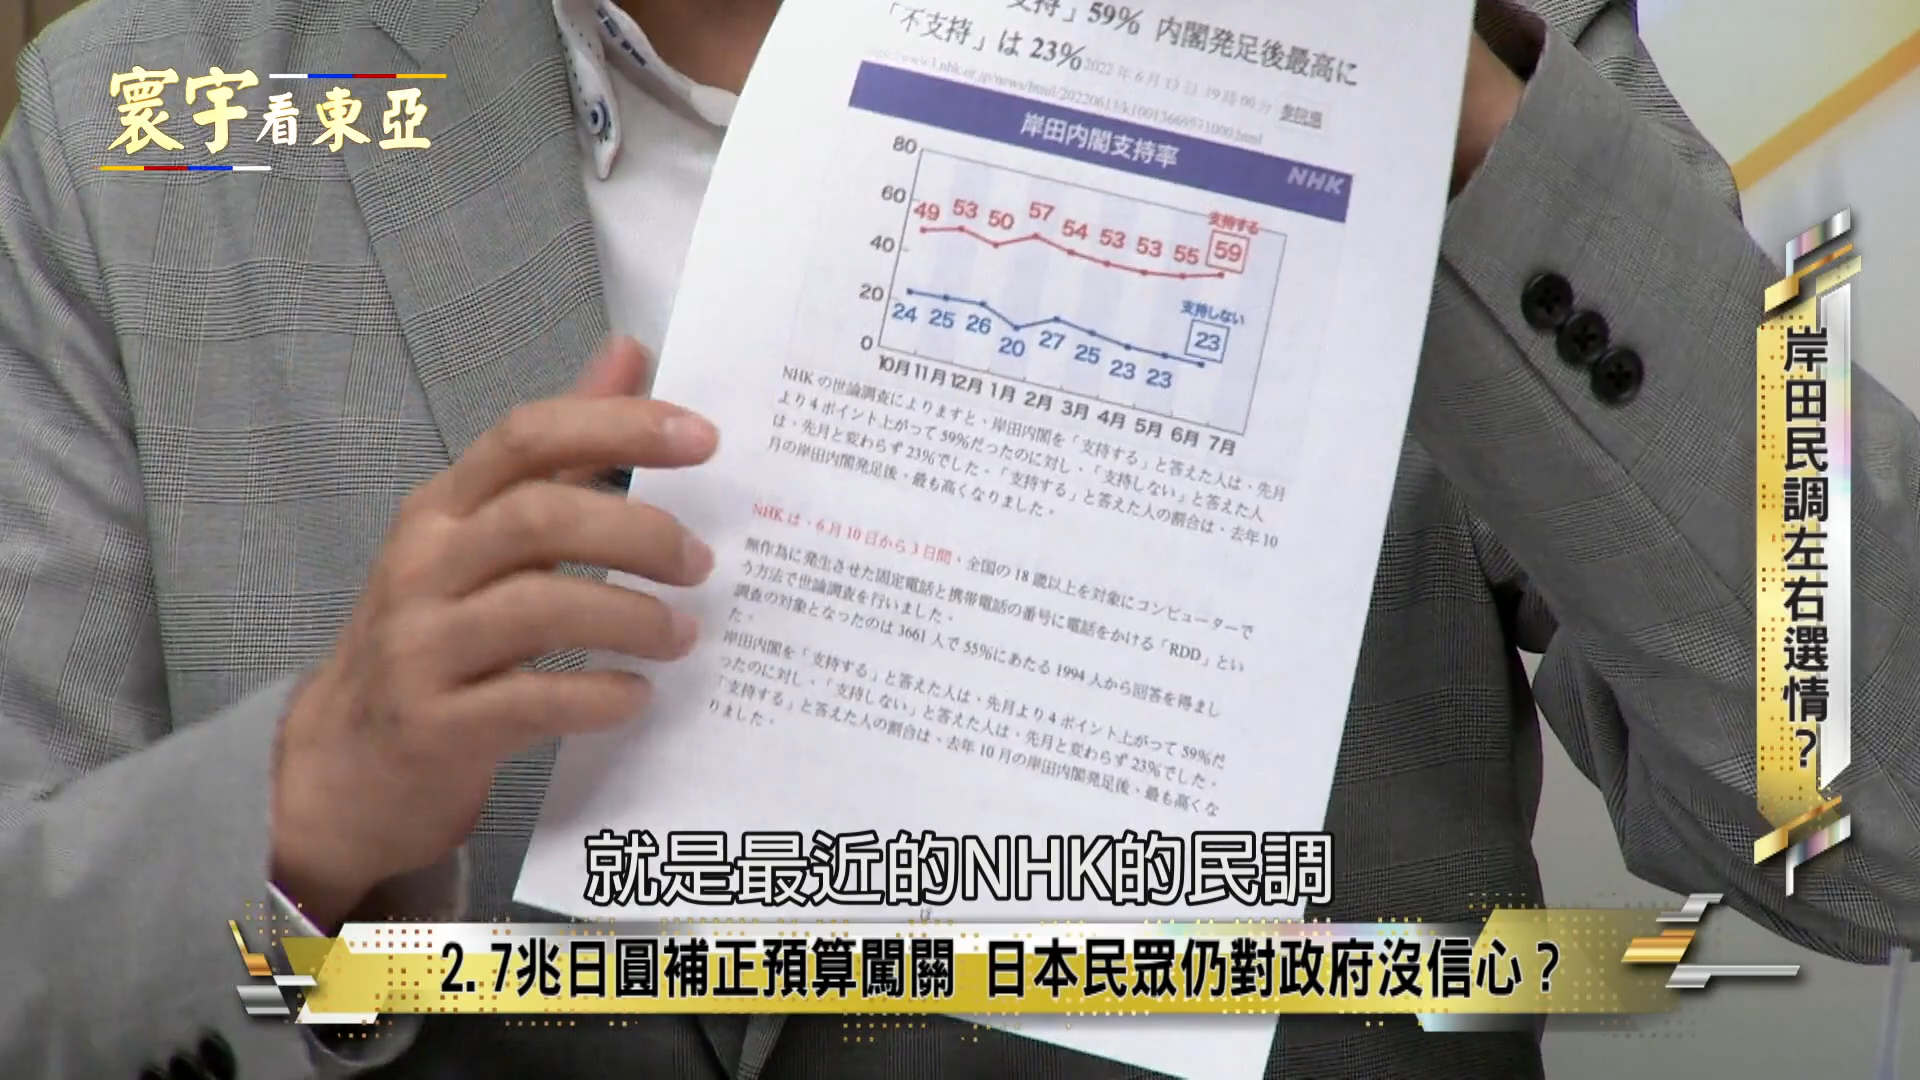 寰宇看東亞
支持」59% 内閣発足後最高に
「不支持」は 23%
2022 年 6 月 13 日 19 時 00 分
岸田内閣支持率
NHK
80
60
40
20
0
支持する
49 53 50 57 54 53 53 55 59
支持しない
24 25 26 20 27 25 23 23 23
10月 11月 12月 1月 2月 3月 4月 5月 6月 7月
NHK の世論調査によりますと、岸田内閣を「支持する」と答えた人は、先月
より 4 ポイント上がって 59%だったのに対し、「支持しない」と答えた人
は、先月と変わらず 23%でした。「支持する」と答えた人の割合は、去年 10
月の岸田内閣発足後、最も高くなりました。
NHK は、6 月 10 日から 3 日間、全国の 18 歳以上を対象にコンピューターで
無作為に発生させた固定電話と携帯電話の番号に電話をかける「RDD」とい
う方法で世論調査を行いました。
調査の対象となったのは 3661 人で 55%にあたる 1994 人から回答を得まし
た。
岸田内閣を「支持する」と答えた人は、先月より 4 ポイント上がって 59%だ
ったのに対し、「支持しない」と答えた人は、先月と変わらず 23%でした。
「支持する」と答えた人の割合は、去年 10 月の岸田内閣発足後、最も高くな
りました。
岸田民調左右選情？
就是最近的NHK的民調
2.7兆日圓補正預算闖關 日本民眾仍對政府沒信心？